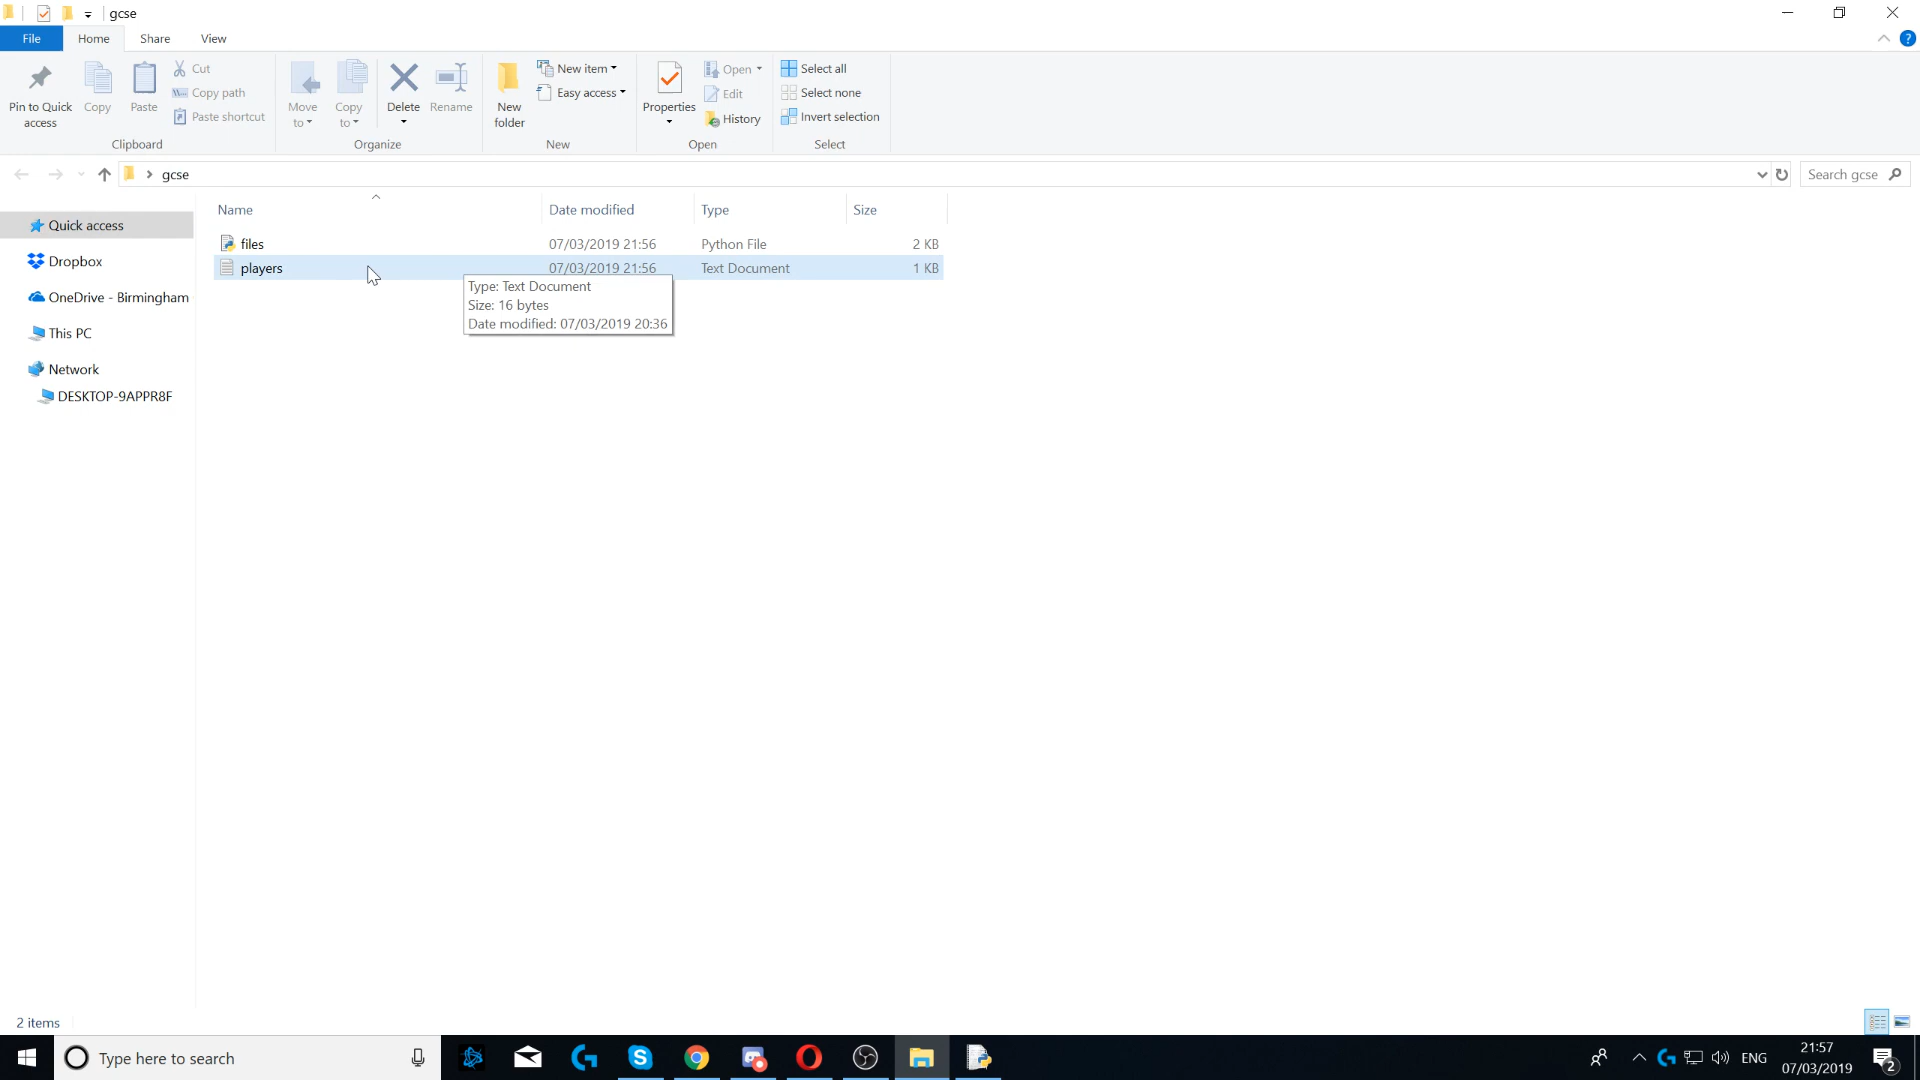 gcse
File
Home
Share
View
Pin to Quick access
Copy
Paste
Cut
Copy path
Paste shortcut
Clipboard
Move to
Copy to
Delete
Rename
Organize
New folder
New item
Easy access
New
Properties
Open
Edit
History
Open
Select all
Select none
Invert selection
Select
gcse
Search gcse
Name
Date modified
Type
Size
Quick access
Dropbox
OneDrive - Birmingham
This PC
Network
DESKTOP-9APPR8F
files 07/03/2019 21:56 Python File 2 KB
players 07/03/2019 21:56 Text Document 1 KB
Type: Text Document
Size: 16 bytes
Date modified: 07/03/2019 20:36
2 items
Type here to search
ENG
21:57
07/03/2019
2